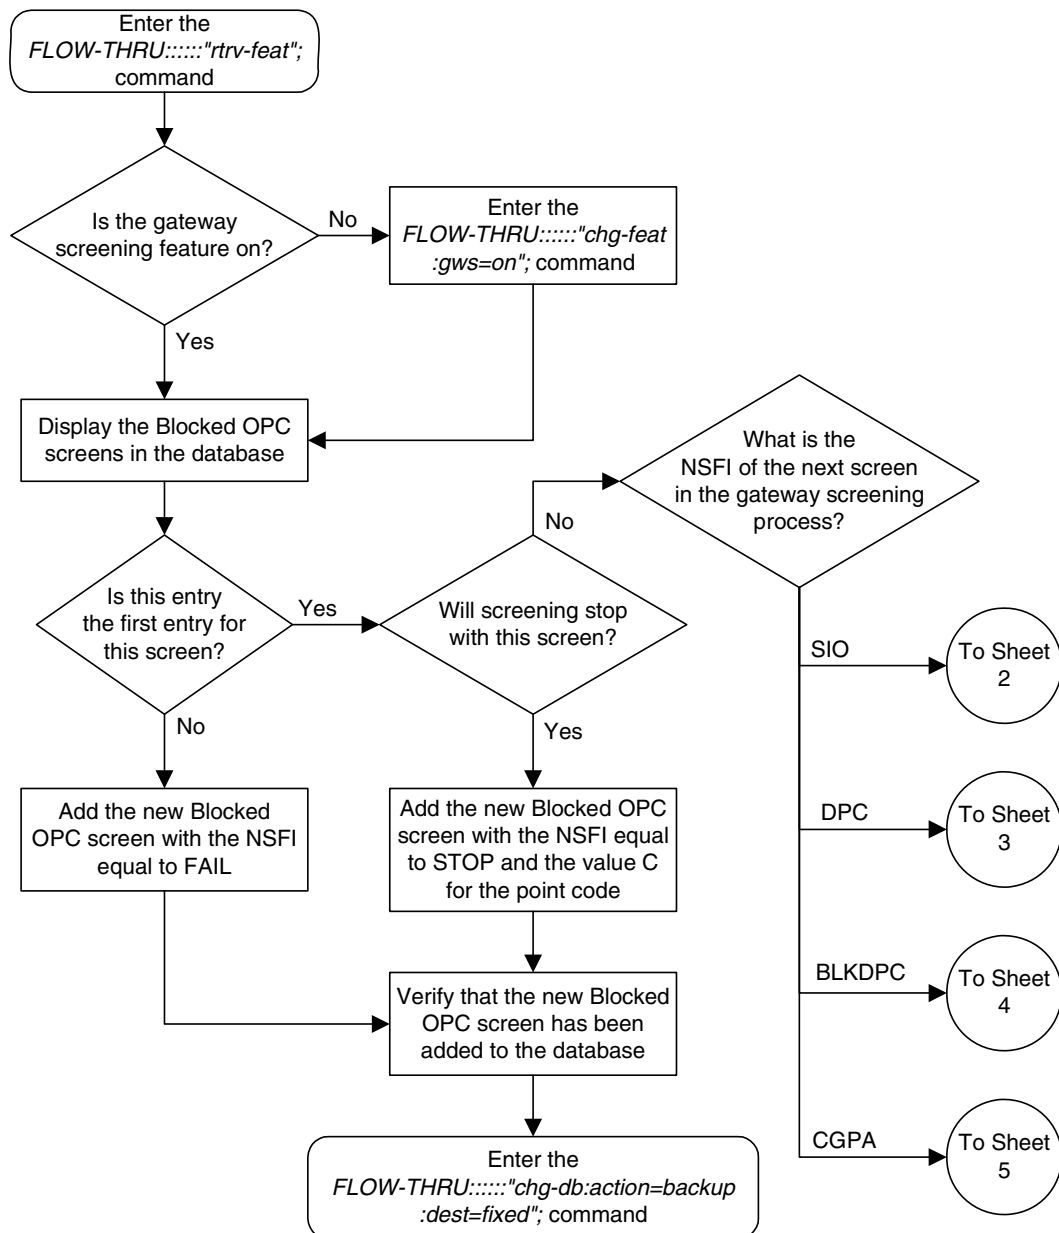 Enter the
FLOW-THRU::::::"rtrv-feat";
command
Is the gateway
screening feature on?
No
Enter the
FLOW-THRU::::::"chg-feat
:gws=on"; command
Yes
Display the Blocked OPC
screens in the database
What is the
NSFI of the next screen
in the gateway screening
process?
No
Is this entry
the first entry for
this screen?
Yes
Will screening stop
with this screen?
SIO
To Sheet
2
No
Yes
Add the new Blocked
OPC screen with the NSFI
equal to FAIL
Add the new Blocked OPC
screen with the NSFI equal
to STOP and the value C
for the point code
DPC
To Sheet
3
Verify that the new Blocked
OPC screen has been
added to the database
BLKDPC
To Sheet
4
Enter the
FLOW-THRU::::::"chg-db:action=backup
:dest=fixed"; command
CGPA
To Sheet
5